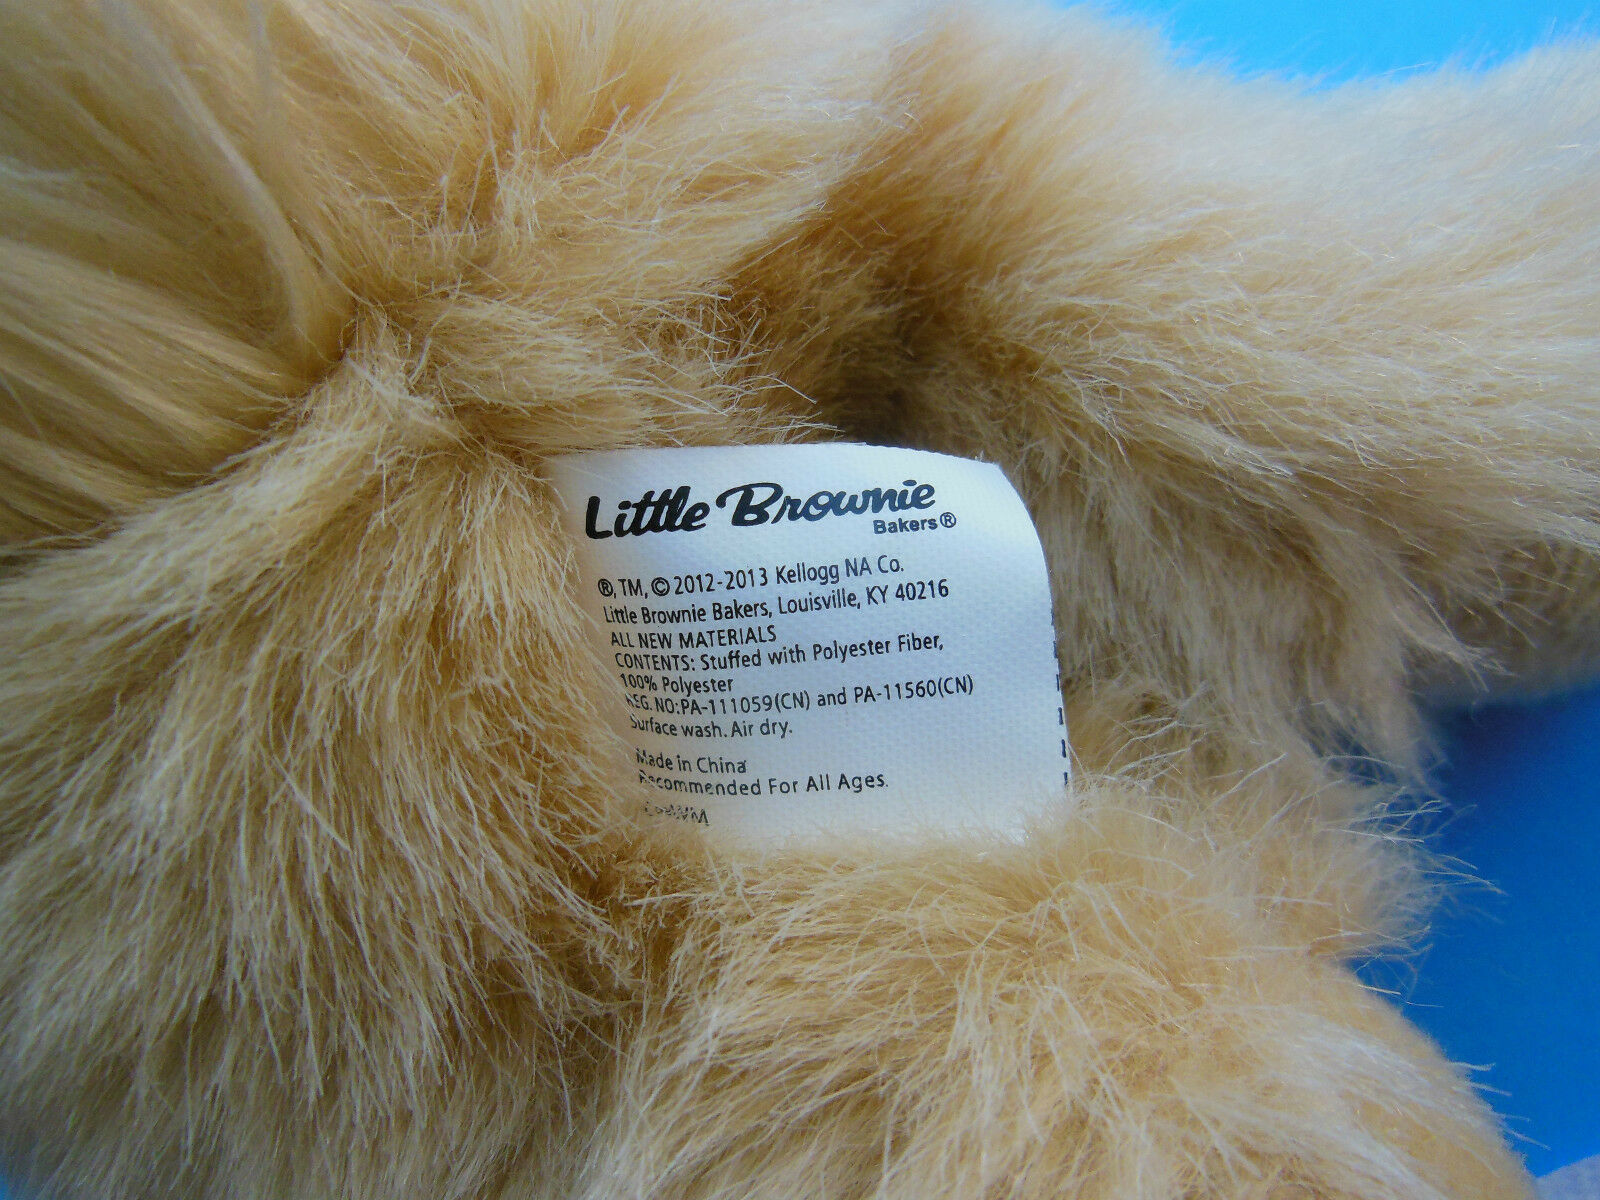 Little Brownie
Bakers®
®, TM, © 2012-2013 Kellogg NA Co.
Little Brownie Bakers, Louisville, KY 40216
ALL NEW MATERIALS
CONTENTS: Stuffed with Polyester Fiber,
100% Polyester
REG. NO:PA-111059(CN) and PA-11560(CN)
Surface wash. Air dry.
Made in China
Recommended For All Ages.